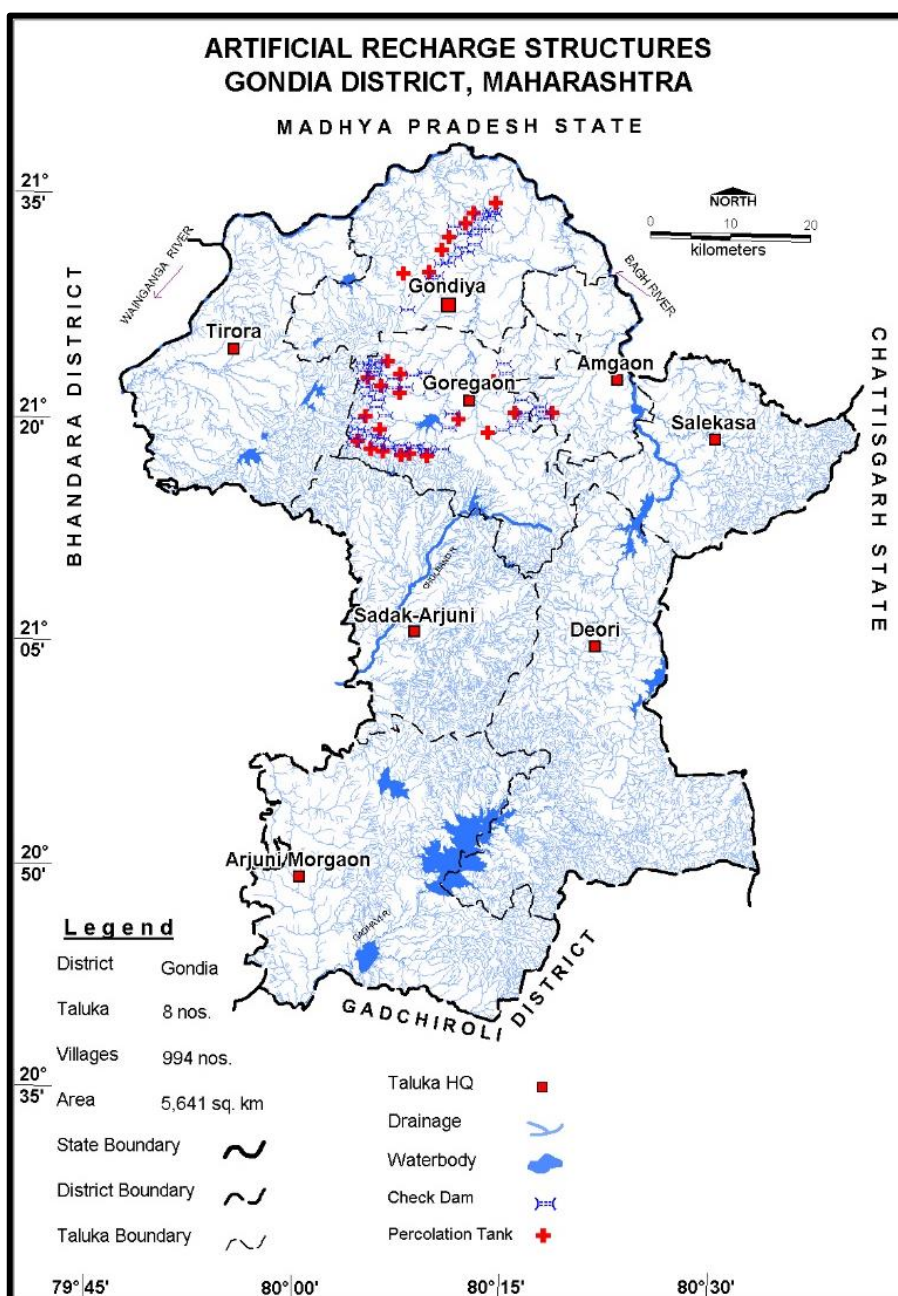 ARTIFICIAL RECHARGE STRUCTURES
GONDIA DISTRICT, MAHARASHTRA
MADHYA PRADESH STATE
21°
35'
NORTH
0 10 20
kilometers
WAINGANGA RIVER
BAGH RIVER
Gondiya
Tirora
Amgaon
Goregaon
BHANDARA DISTRICT
CHATTISGARH STATE
21°
20'
Salekasa
CHULBAND R.
Sadak-Arjuni
Deori
21°
05'
Arjuni/Morgaon
20°
50'
GADCHIROLI DISTRICT
Legend
District Gondia
Taluka 8 nos.
Villages 994 nos.
Area 5,641 sq. km
State Boundary
District Boundary
Taluka Boundary
20°
35'
Taluka HQ
Drainage
Waterbody
Check Dam
Percolation Tank
79° 45' 80° 00' 80° 15' 80° 30'